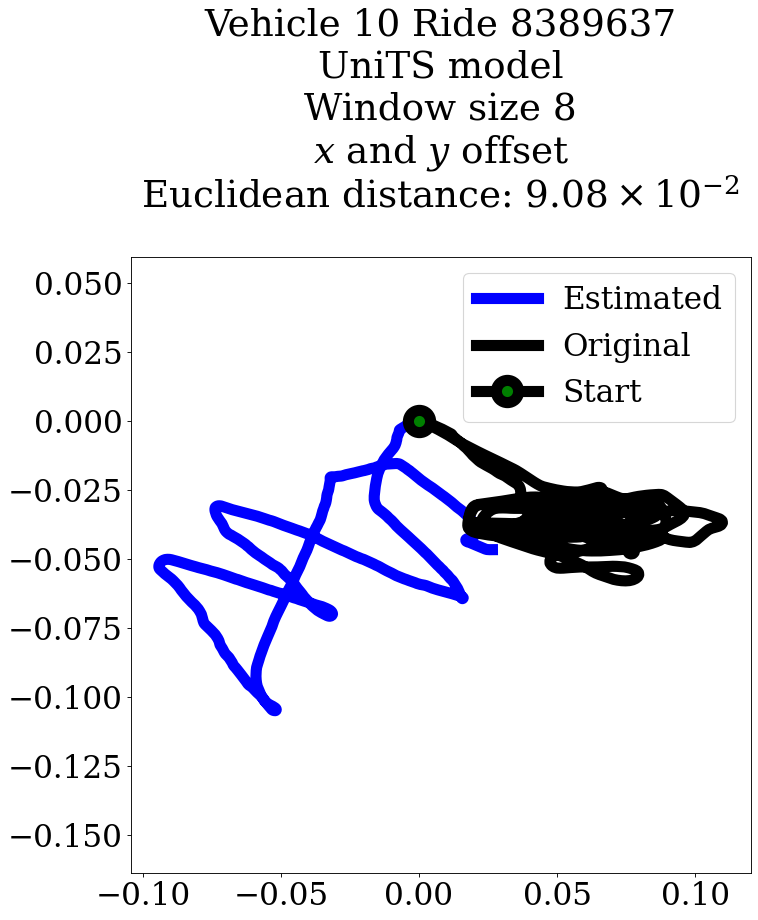 Vehicle 10 Ride 8389637
UniTS model
Window size 8
x and y offset
Euclidean distance: 9.08 × 10⁻²
Estimated
Original
Start
0.050
0.025
0.000
−0.025
−0.050
−0.075
−0.100
−0.125
−0.150
−0.10
−0.05
0.00
0.05
0.10